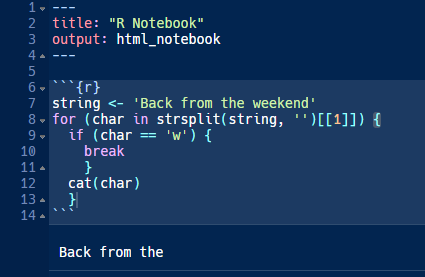 1 ---
2 title: "R Notebook"
3 output: html_notebook
4 ---
5
6 ```{r}
7 string <- 'Back from the weekend'
8 for (char in strsplit(string, '')[[1]]) {
9   if (char == 'w') {
10     break
11     }
12   cat(char)
13   }
14 ```
Back from the